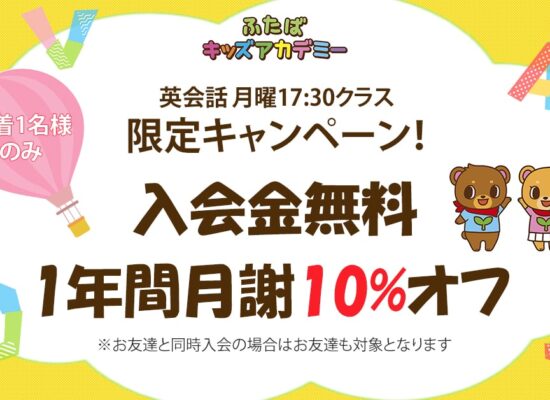 ふたば
キッズアカデミー
英会話 月曜17:30クラス
限定キャンペーン!
着1名様
のみ
入会金無料
1年間月謝10%オフ
※お友達と同時入会の場合はお友達も対象となります